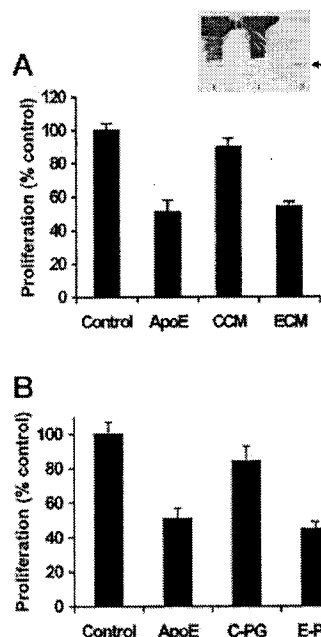 A
Proliferation (% control)
120
100
80
60
40
20
0
Control ApoE CCM ECM
B
Proliferation (% control)
100
80
60
40
20
0
Control ApoE C-PG E-P